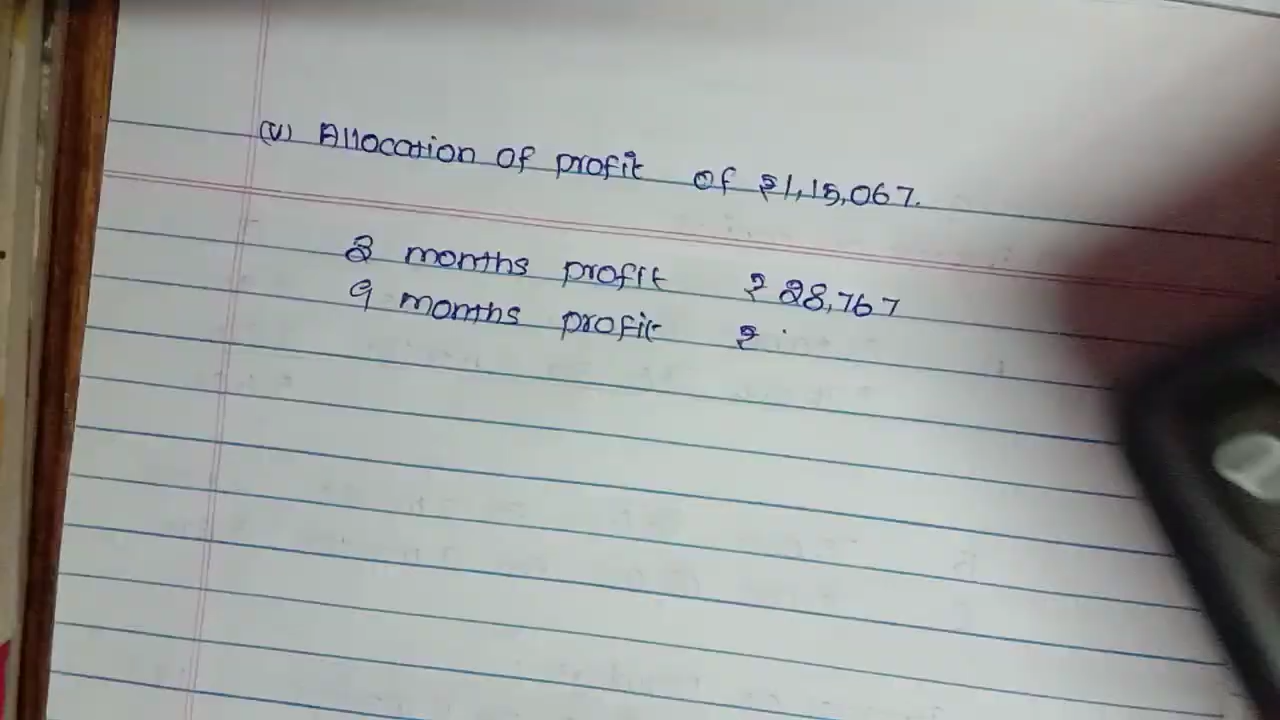 (V) Allocation of profit of ₹1,15,067.
3 months profit ₹ 28,767
9 months profit ₹